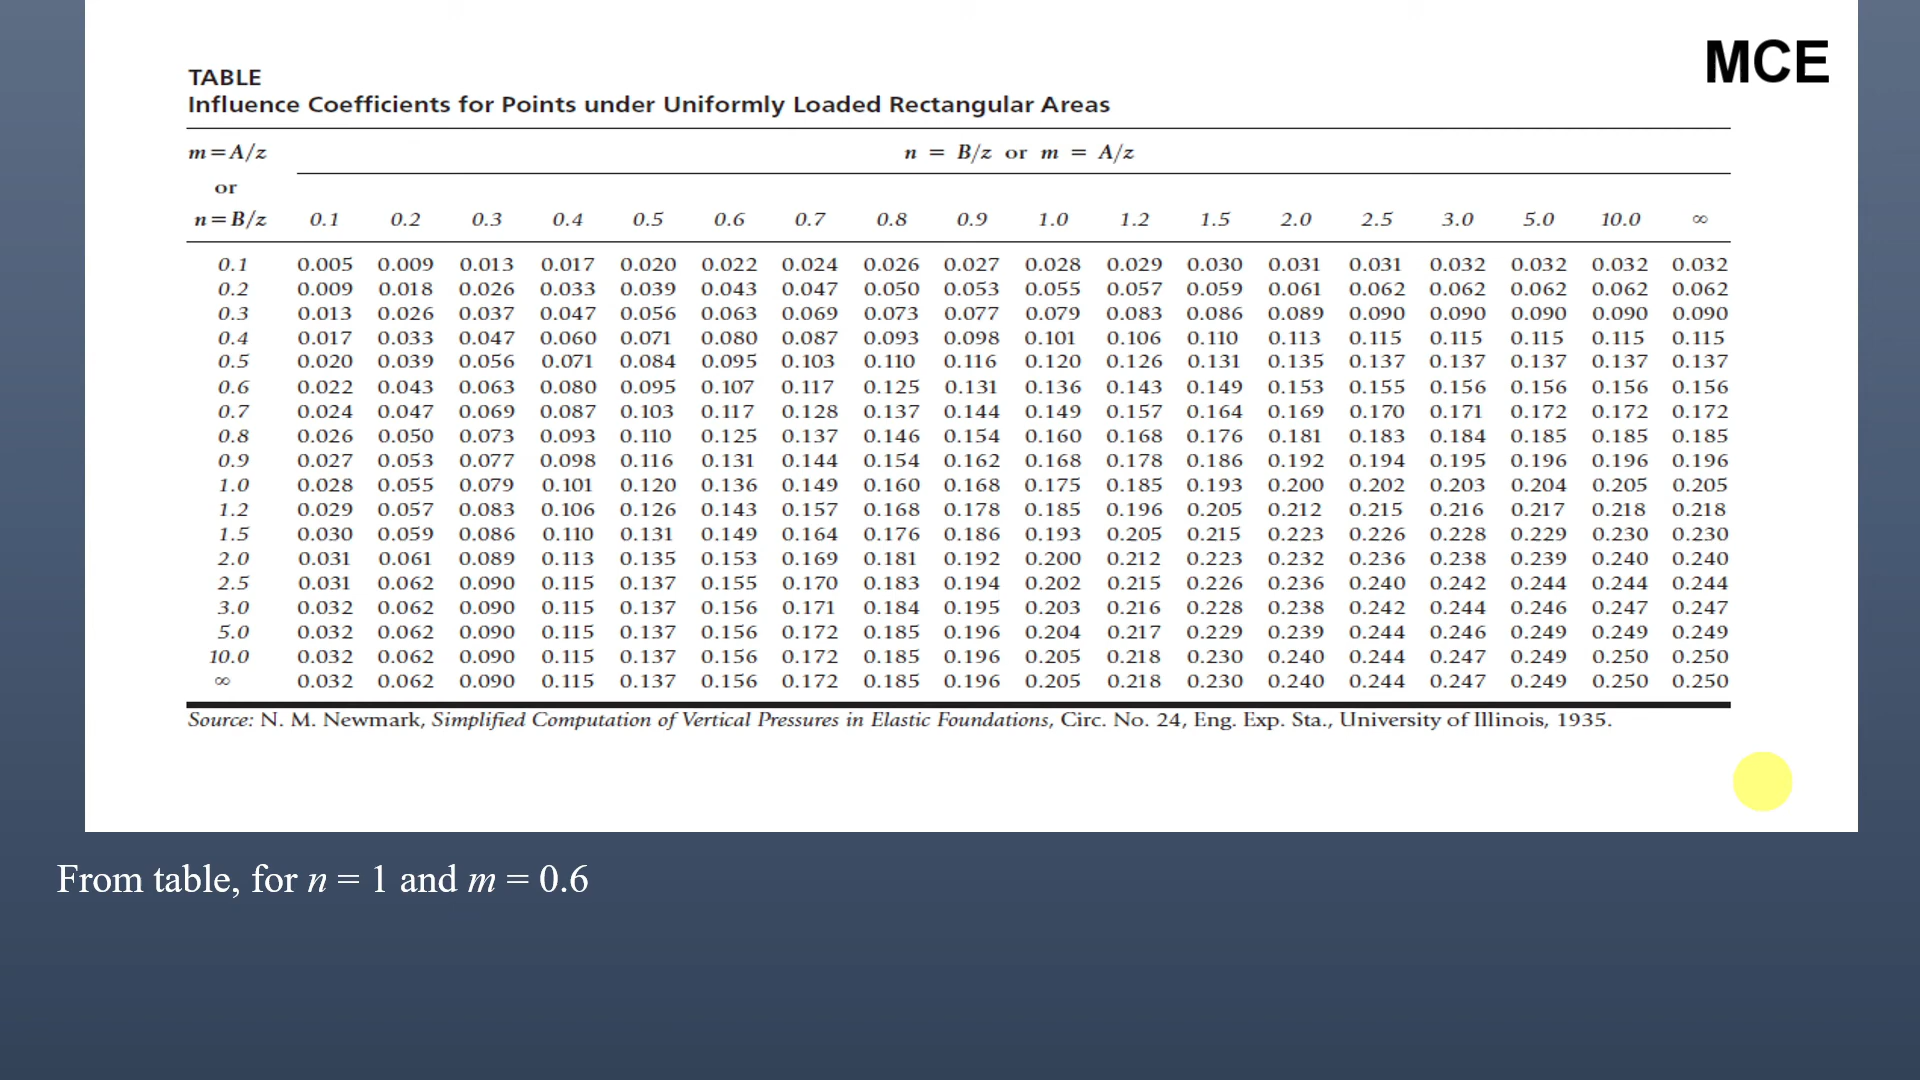 MCE
TABLE
Influence Coefficients for Points under Uniformly Loaded Rectangular Areas
m = A/z n = B/z or m = A/z
or
n = B/z 0.1 0.2 0.3 0.4 0.5 0.6 0.7 0.8 0.9 1.0 1.2 1.5 2.0 2.5 3.0 5.0 10.0 ∞
0.1 0.005 0.009 0.013 0.017 0.020 0.022 0.024 0.026 0.027 0.028 0.029 0.030 0.031 0.031 0.032 0.032 0.032 0.032
0.2 0.009 0.018 0.026 0.033 0.039 0.043 0.047 0.050 0.053 0.055 0.057 0.059 0.061 0.062 0.062 0.062 0.062 0.062
0.3 0.013 0.026 0.037 0.047 0.056 0.063 0.069 0.073 0.077 0.079 0.083 0.086 0.089 0.090 0.090 0.090 0.090 0.090
0.4 0.017 0.033 0.047 0.060 0.071 0.080 0.087 0.093 0.098 0.101 0.106 0.110 0.113 0.115 0.115 0.115 0.115 0.115
0.5 0.020 0.039 0.056 0.071 0.084 0.095 0.103 0.110 0.116 0.120 0.126 0.131 0.135 0.137 0.137 0.137 0.137 0.137
0.6 0.022 0.043 0.063 0.080 0.095 0.107 0.117 0.125 0.131 0.136 0.143 0.149 0.153 0.155 0.156 0.156 0.156 0.156
0.7 0.024 0.047 0.069 0.087 0.103 0.117 0.128 0.137 0.144 0.149 0.157 0.164 0.169 0.170 0.171 0.172 0.172 0.172
0.8 0.026 0.050 0.073 0.093 0.110 0.125 0.137 0.146 0.154 0.160 0.168 0.176 0.181 0.183 0.184 0.185 0.185 0.185
0.9 0.027 0.053 0.077 0.098 0.116 0.131 0.144 0.154 0.162 0.168 0.178 0.186 0.192 0.194 0.195 0.196 0.196 0.196
1.0 0.028 0.055 0.079 0.101 0.120 0.136 0.149 0.160 0.168 0.175 0.185 0.193 0.200 0.202 0.203 0.204 0.205 0.205
1.2 0.029 0.057 0.083 0.106 0.126 0.143 0.157 0.168 0.178 0.185 0.196 0.205 0.212 0.215 0.216 0.217 0.218 0.218
1.5 0.030 0.059 0.086 0.110 0.131 0.149 0.164 0.176 0.186 0.193 0.205 0.215 0.223 0.226 0.228 0.229 0.230 0.230
2.0 0.031 0.061 0.089 0.113 0.135 0.153 0.169 0.181 0.192 0.200 0.212 0.223 0.232 0.236 0.238 0.239 0.240 0.240
2.5 0.031 0.062 0.090 0.115 0.137 0.155 0.170 0.183 0.194 0.202 0.215 0.226 0.236 0.240 0.242 0.244 0.244 0.244
3.0 0.032 0.062 0.090 0.115 0.137 0.156 0.171 0.184 0.195 0.203 0.216 0.228 0.238 0.242 0.244 0.246 0.247 0.247
5.0 0.032 0.062 0.090 0.115 0.137 0.156 0.172 0.185 0.196 0.204 0.217 0.229 0.239 0.244 0.246 0.249 0.249 0.249
10.0 0.032 0.062 0.090 0.115 0.137 0.156 0.172 0.185 0.196 0.205 0.218 0.230 0.240 0.244 0.247 0.249 0.250 0.250
∞ 0.032 0.062 0.090 0.115 0.137 0.156 0.172 0.185 0.196 0.205 0.218 0.230 0.240 0.244 0.247 0.249 0.250 0.250
Source: N. M. Newmark, Simplified Computation of Vertical Pressures in Elastic Foundations, Circ. No. 24, Eng. Exp. Sta., University of Illinois, 1935.
From table, for n = 1 and m = 0.6